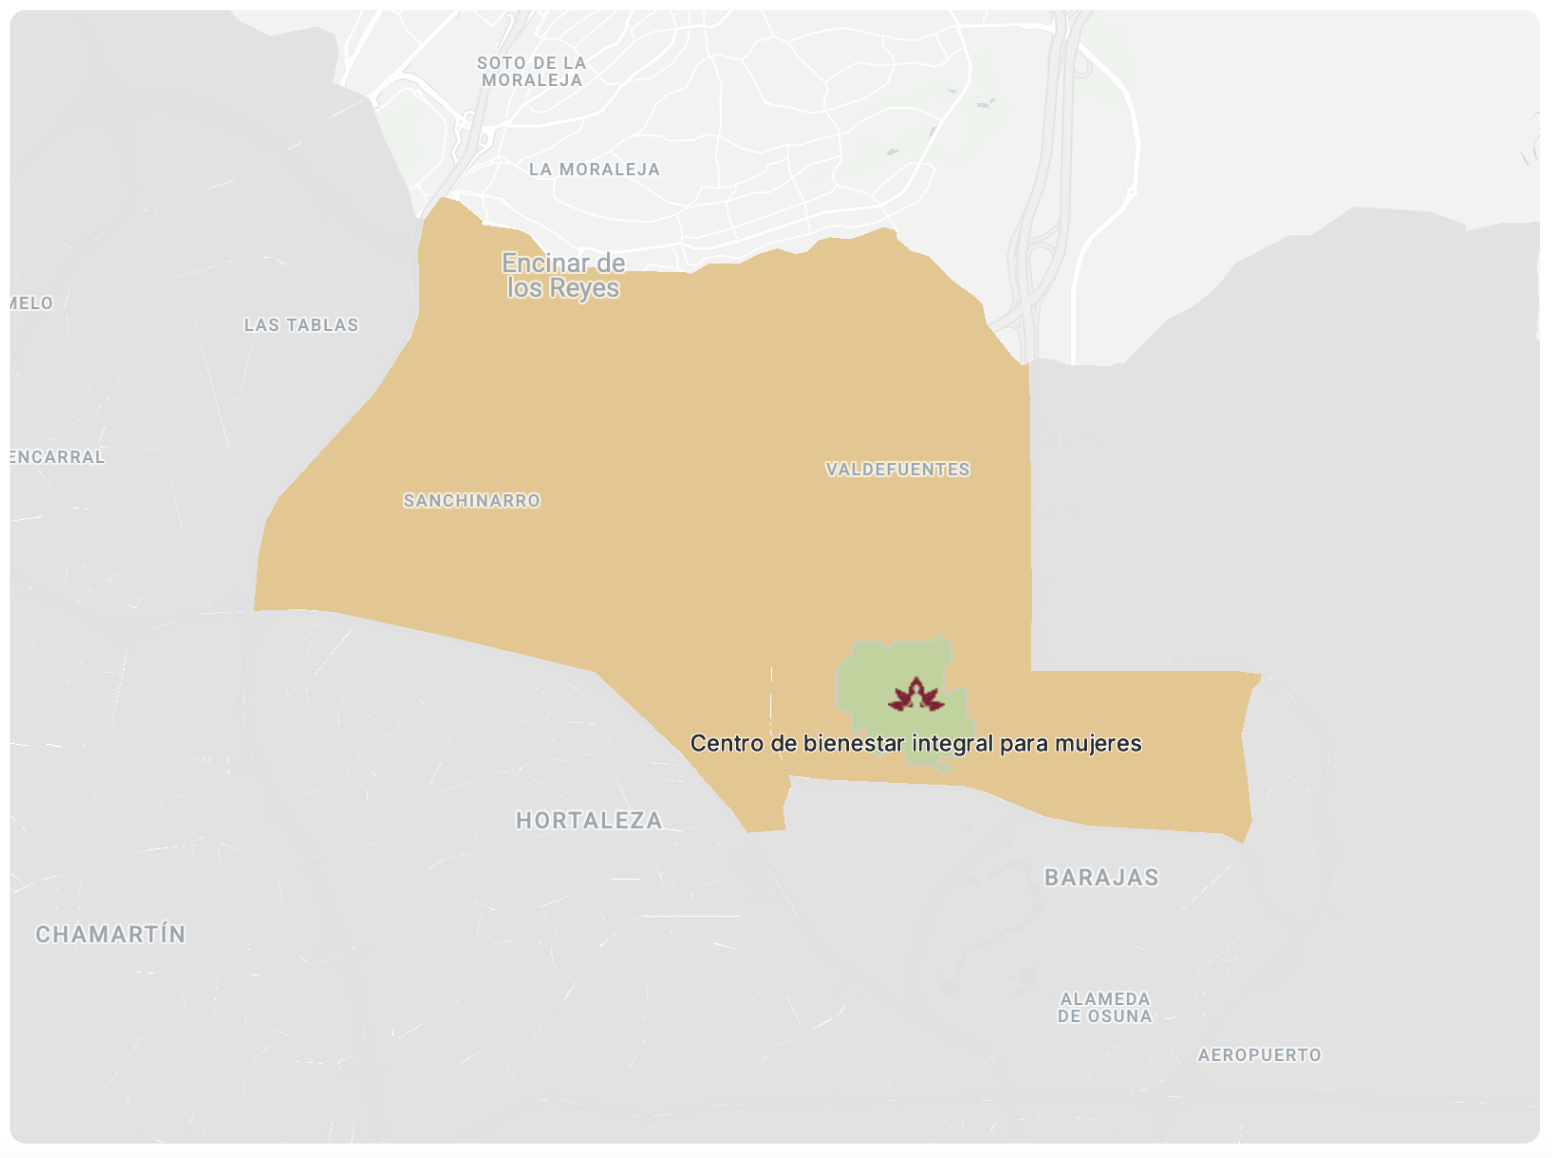 SOTO DE LA
MORALEJA
LA MORALEJA
Encinar de
los Reyes
MELO
LAS TABLAS
ENCARRAL
VALDEFUENTES
SANCHINARRO
Centro de bienestar integral para mujeres
HORTALEZA
BARAJAS
CHAMARTÍN
ALAMEDA
DE OSUNA
AEROPUERTO